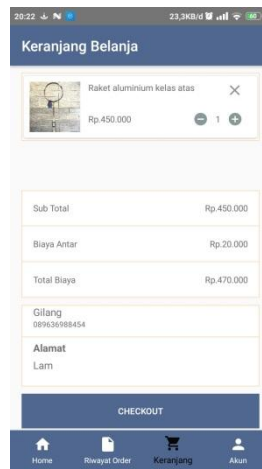 20:22
23,3KB/d
80
Keranjang Belanja
Raket aluminium kelas atas
Rp.450.000
1
Sub Total Rp.450.000
Biaya Antar Rp.20.000
Total Biaya Rp.470.000
Gilang
089636988454
Alamat
Lam
CHECKOUT
Home Riwayat Order Keranjang Akun